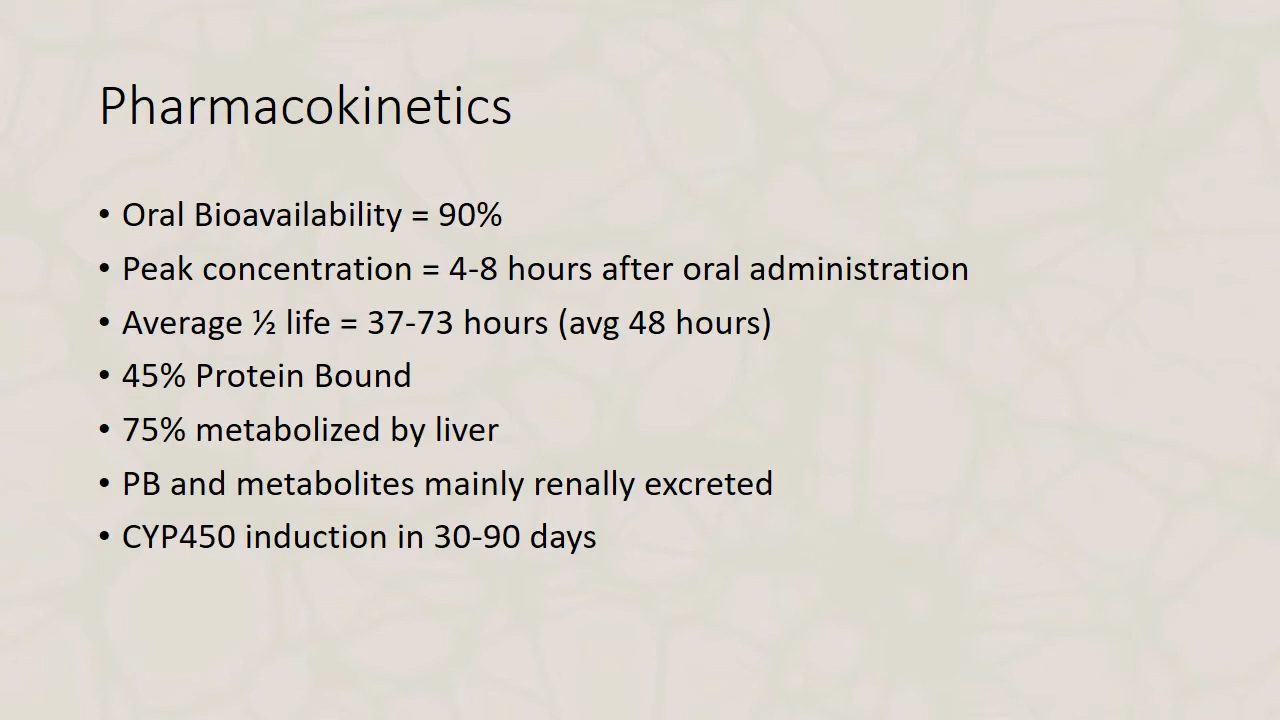 Pharmacokinetics
• Oral Bioavailability = 90%
• Peak concentration = 4-8 hours after oral administration
• Average ½ life = 37-73 hours (avg 48 hours)
• 45% Protein Bound
• 75% metabolized by liver
• PB and metabolites mainly renally excreted
• CYP450 induction in 30-90 days